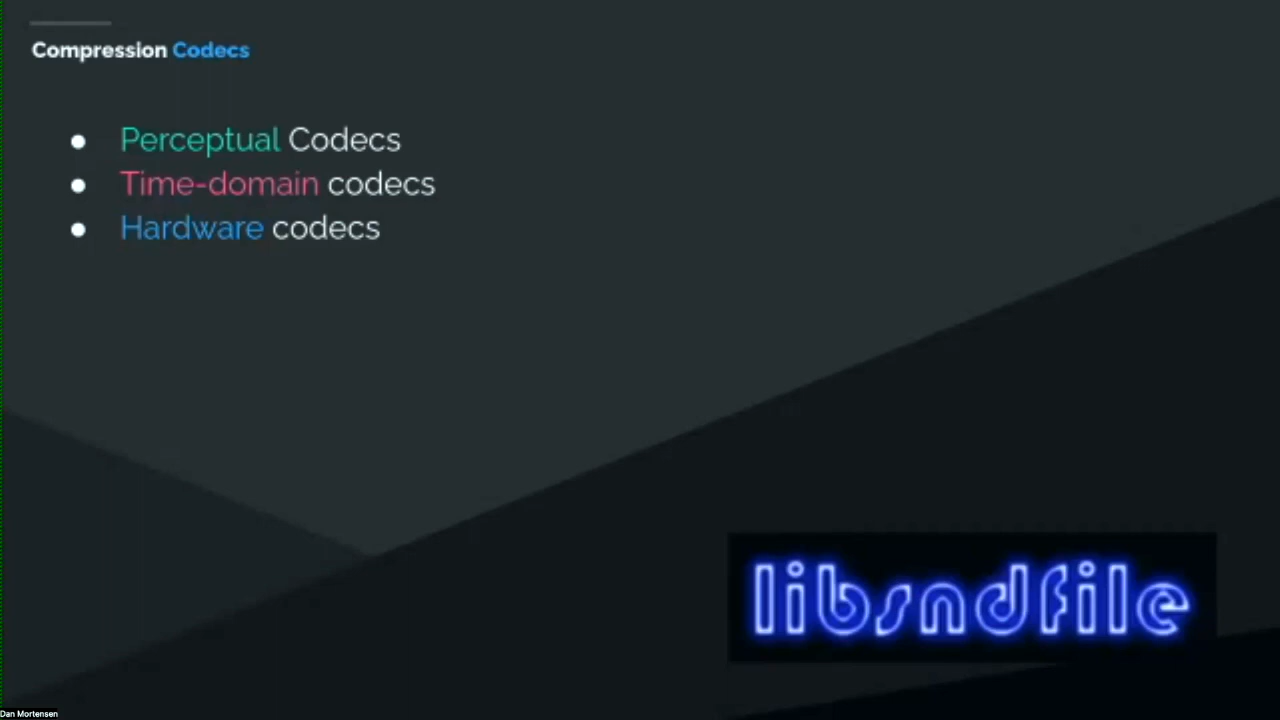 Compression Codecs
● Perceptual Codecs
● Time-domain codecs
● Hardware codecs
libsndfile
Dan Mortensen